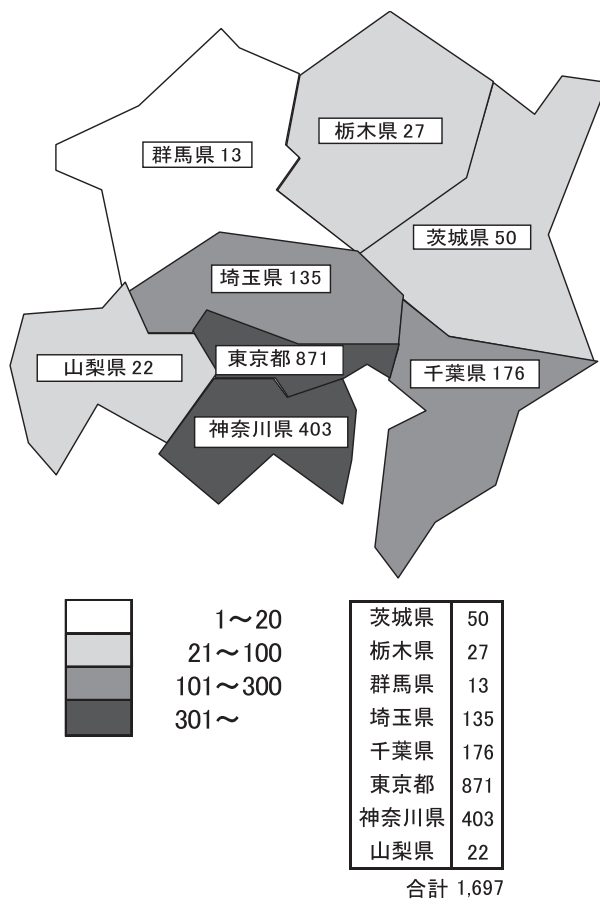 栃木県 27
群馬県 13
茨城県 50
埼玉県 135
東京都 871
山梨県 22
千葉県 176
神奈川県 403
1〜20
21〜100
101〜300
301〜
茨城県 50
栃木県 27
群馬県 13
埼玉県 135
千葉県 176
東京都 871
神奈川県 403
山梨県 22
合計 1,697